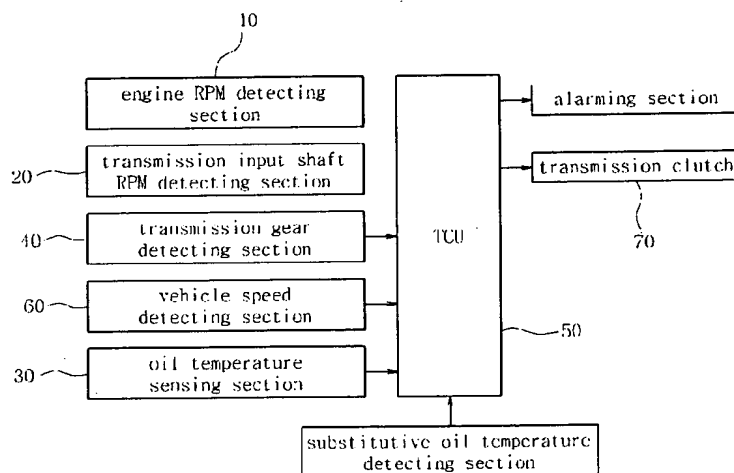 10
engine RPM detecting
section
alarming section
20
transmission input shaft
RPM detecting section
transmission clutch
40
transmission gear
detecting section
TCU
70
60
vehicle speed
detecting section
50
30
oil temperature
sensing section
substitutive oil temperature
detecting section